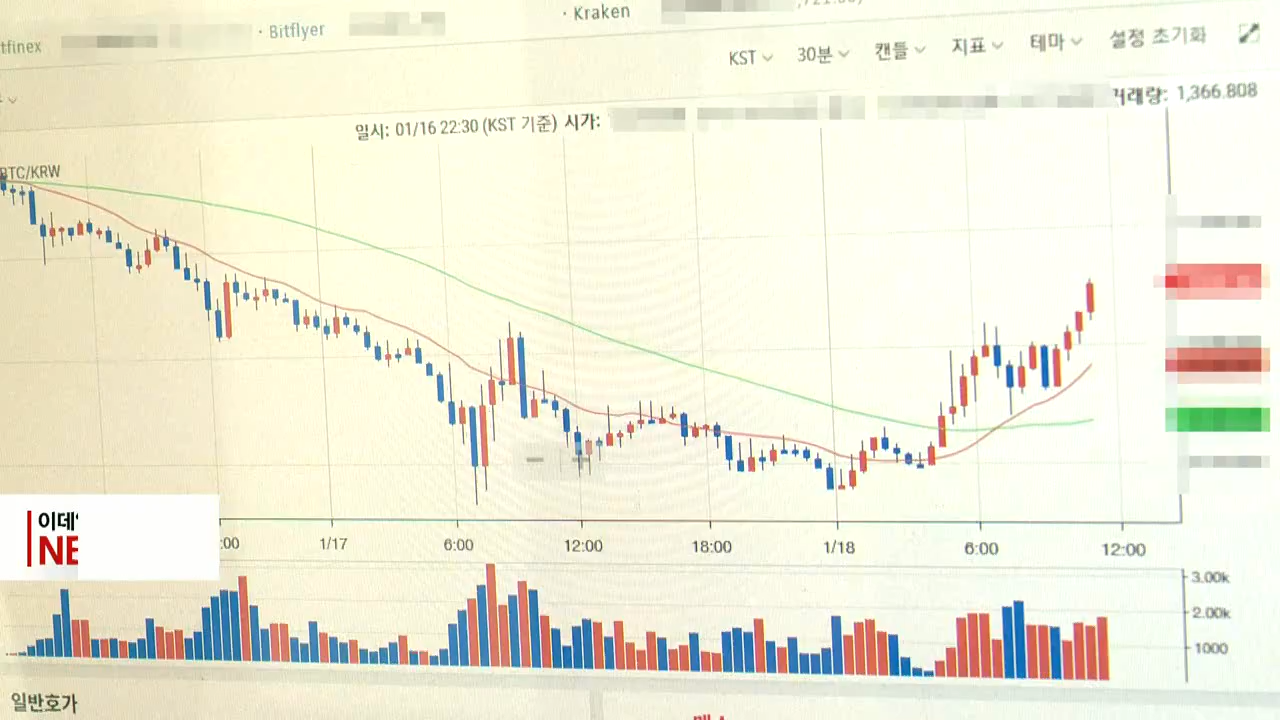 tfinex · Bitflyer · Kraken
KST 30분 캔들 지표 테마 설정 초기화
일시: 01/16 22:30 (KST 기준) 시가: 거래량: 1,366.808
BTC/KRW
이데
NE
:00 1/17 6:00 12:00 18:00 1/18 6:00 12:00
3.00k
2.00k
1000
일반호가